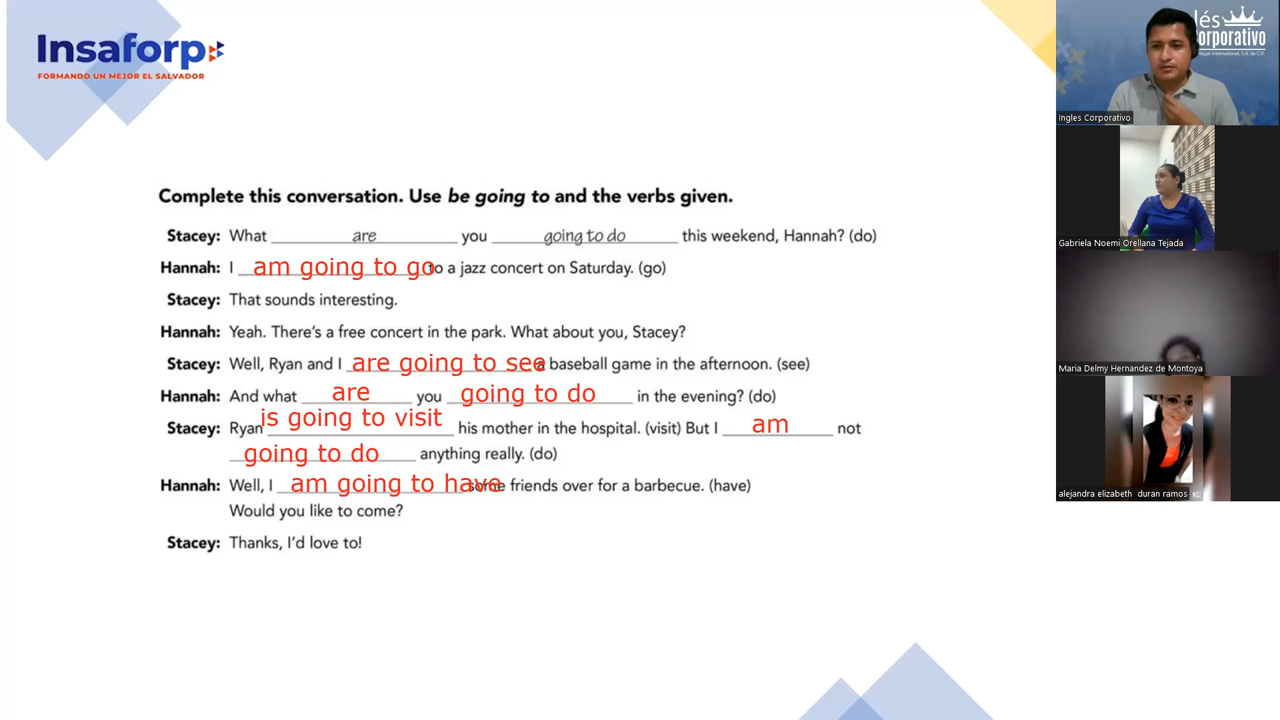 Insaforp
FORMANDO UN MEJOR EL SALVADOR
Complete this conversation. Use be going to and the verbs given.
Stacey: What are you going to do this weekend, Hannah? (do)
Hannah: I am going to go to a jazz concert on Saturday. (go)
Stacey: That sounds interesting.
Hannah: Yeah. There's a free concert in the park. What about you, Stacey?
Stacey: Well, Ryan and I are going to see a baseball game in the afternoon. (see)
Hannah: And what are you going to do in the evening? (do)
Stacey: Ryan is going to visit his mother in the hospital. (visit) But I am not
going to do anything really. (do)
Hannah: Well, I am going to have some friends over for a barbecue. (have)
Would you like to come?
Stacey: Thanks, I'd love to!
lés
orporativo
Ingles Corporativo
Gabriela Noemi Orellana Tejada
Maria Delmy Hernandez de Montoya
alejandra elizabeth duran ramos